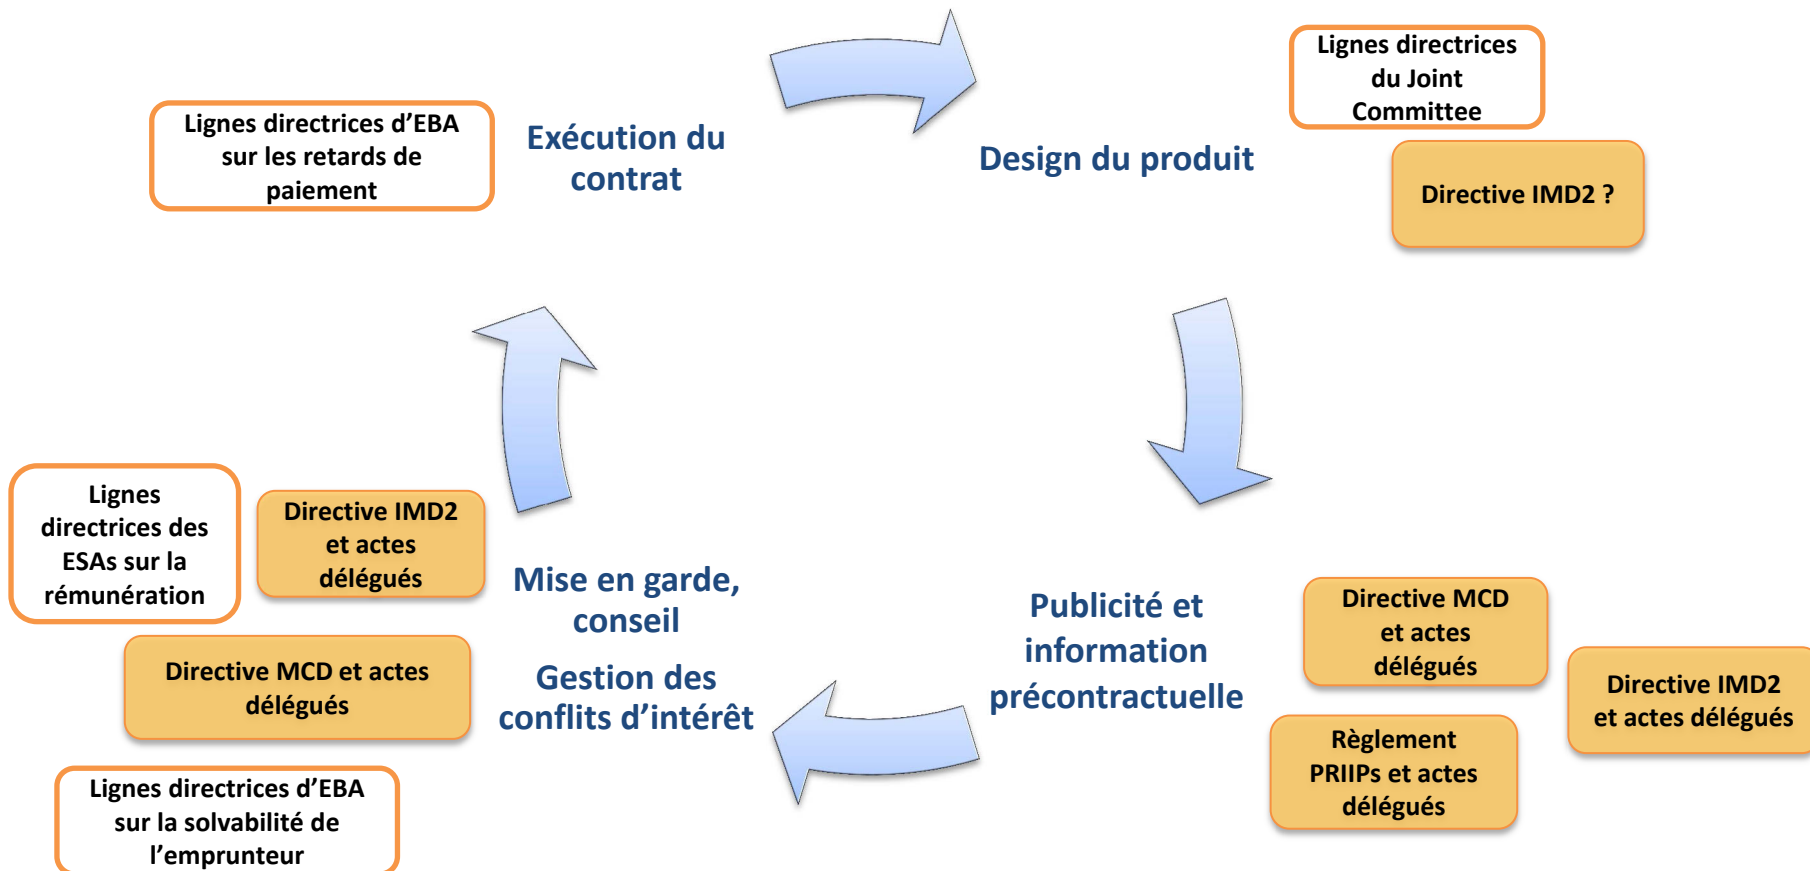 Lignes directrices d’EBA
sur les retards de
paiement
Exécution du
contrat
Design du produit
Lignes directrices
du Joint
Committee
Directive IMD2 ?
Lignes
directrices des
ESAs sur la
rémunération
Directive IMD2
et actes
délégués
Directive MCD et actes
délégués
Lignes directrices d’EBA
sur la solvabilité de
l’emprunteur
Mise en garde,
conseil
Gestion des
conflits d’intérêt
Publicité et
information
précontractuelle
Directive MCD
et actes
délégués
Directive IMD2
et actes délégués
Règlement
PRIIPs et actes
délégués